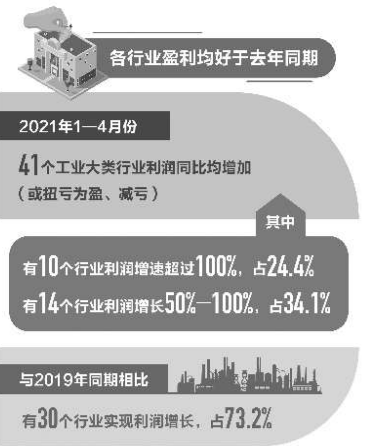 各行业盈利均好于去年同期
2021年1—4月份
41个工业大类行业利润同比均增加
（或扭亏为盈、减亏）
其中
有10个行业利润增速超过100%，占24.4%
有14个行业利润增长50%—100%，占34.1%
与2019年同期相比
有30个行业实现利润增长，占73.2%